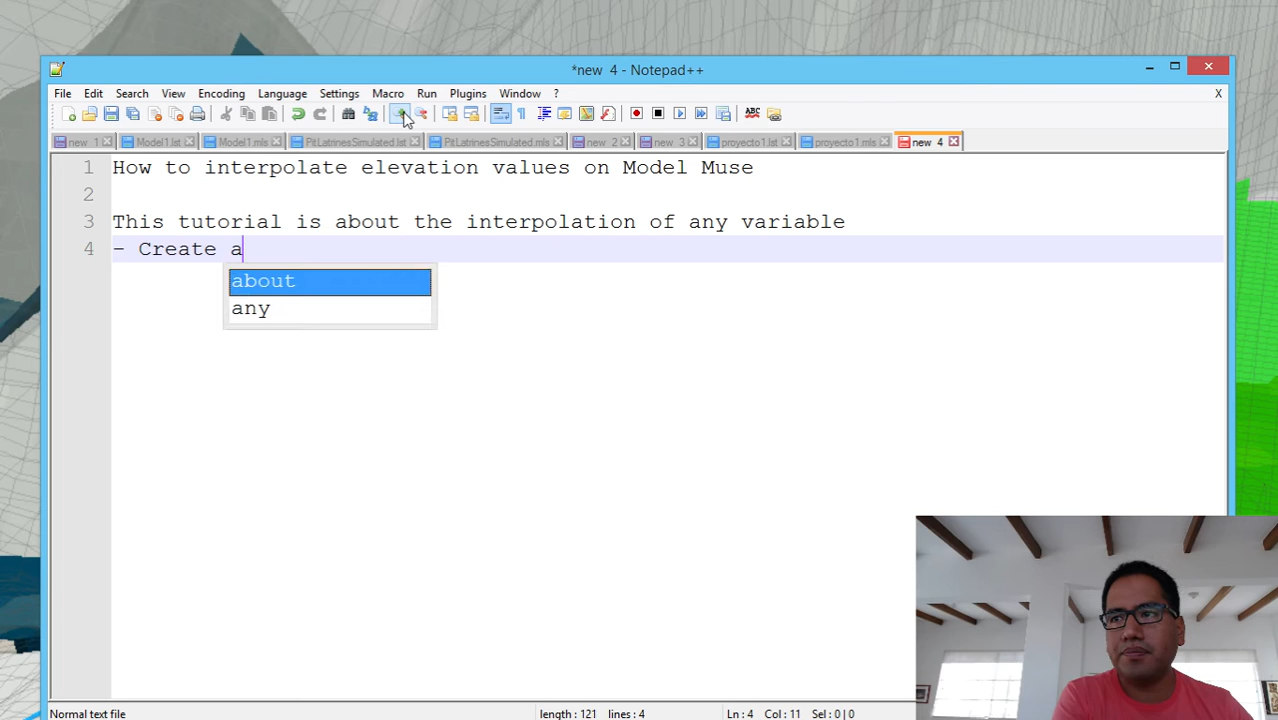 *new 4 - Notepad++
File Edit Search View Encoding Language Settings Macro Run Plugins Window ? X
ABC
new 1 Model1.lst Model1.mls PitLatrinesSimulated.lst PitLatrinesSimulated.mls new 2 new 3 proyecto1.lst proyecto1.mls new 4
1 How to interpolate elevation values on Model Muse
2
3 This tutorial is about the interpolation of any variable
4 - Create a
about
any
Normal text file length : 121 lines : 4 Ln : 4 Col : 11 Sel : 0 | 0